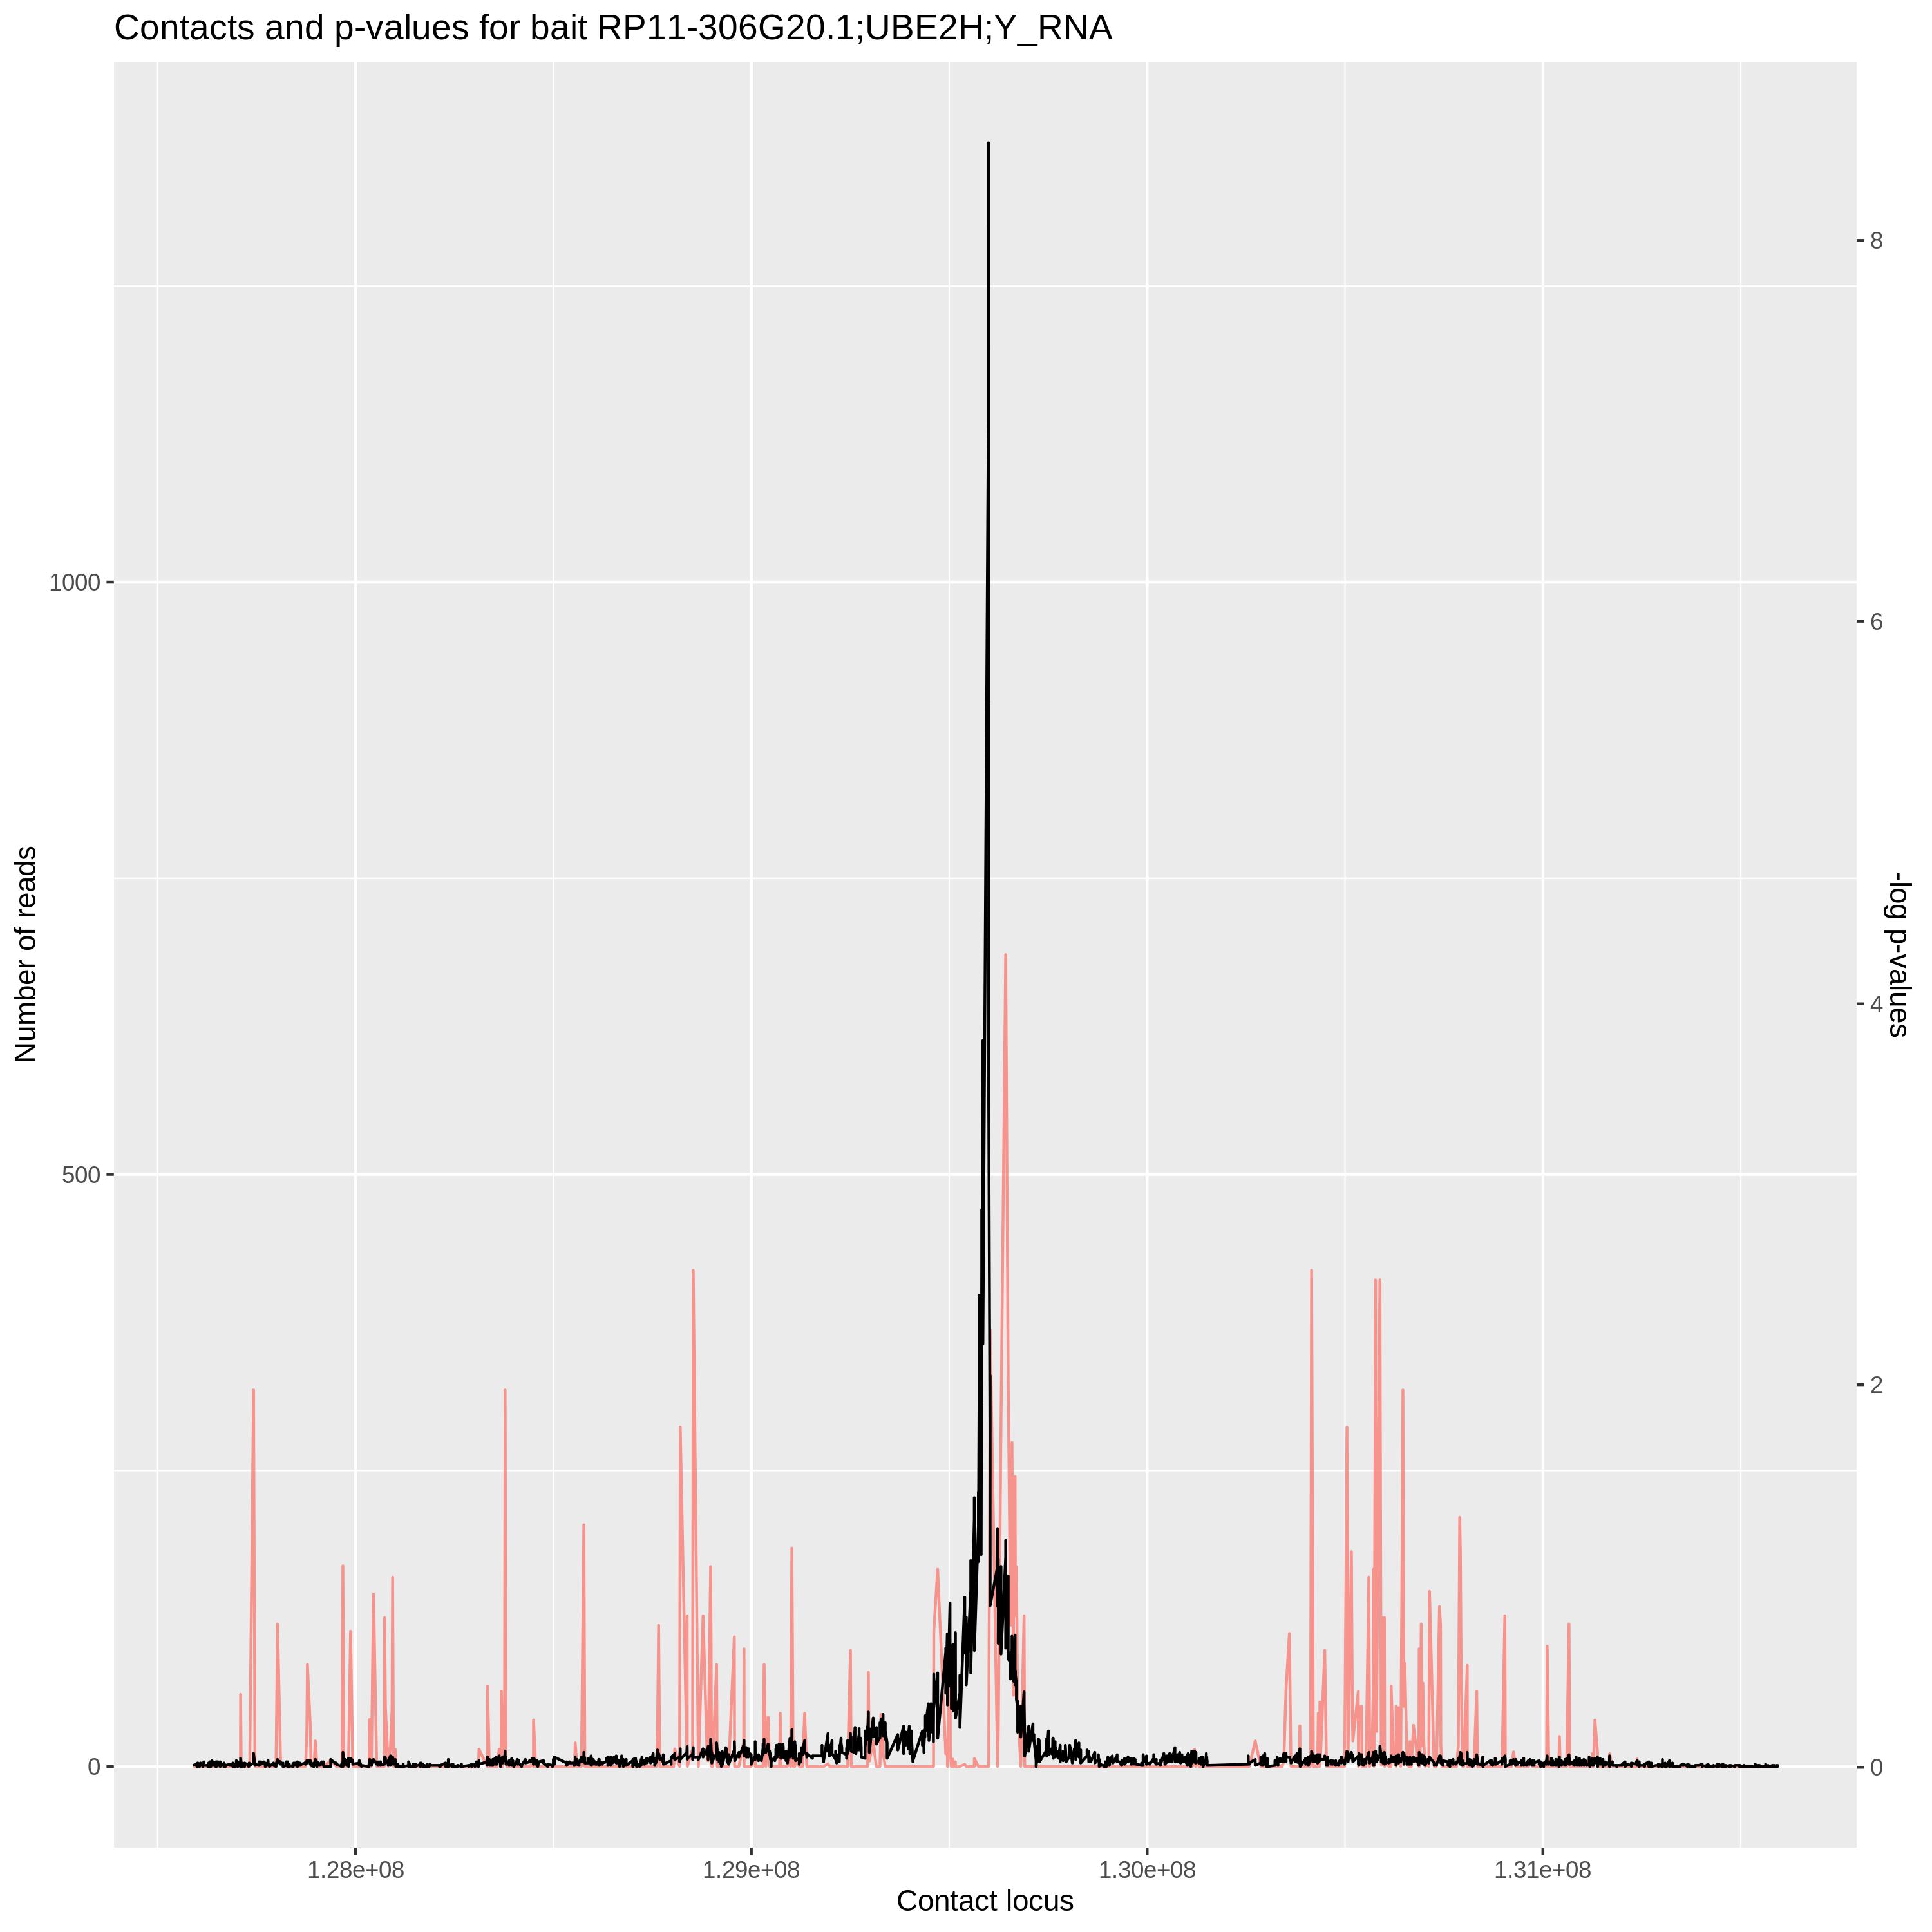 Contacts and p-values for bait RP11-306G20.1;UBE2H;Y_RNA
Number of reads
1000
500
0
8
6
4
2
0
-log p-values
1.28e+08
1.29e+08
1.30e+08
1.31e+08
Contact locus